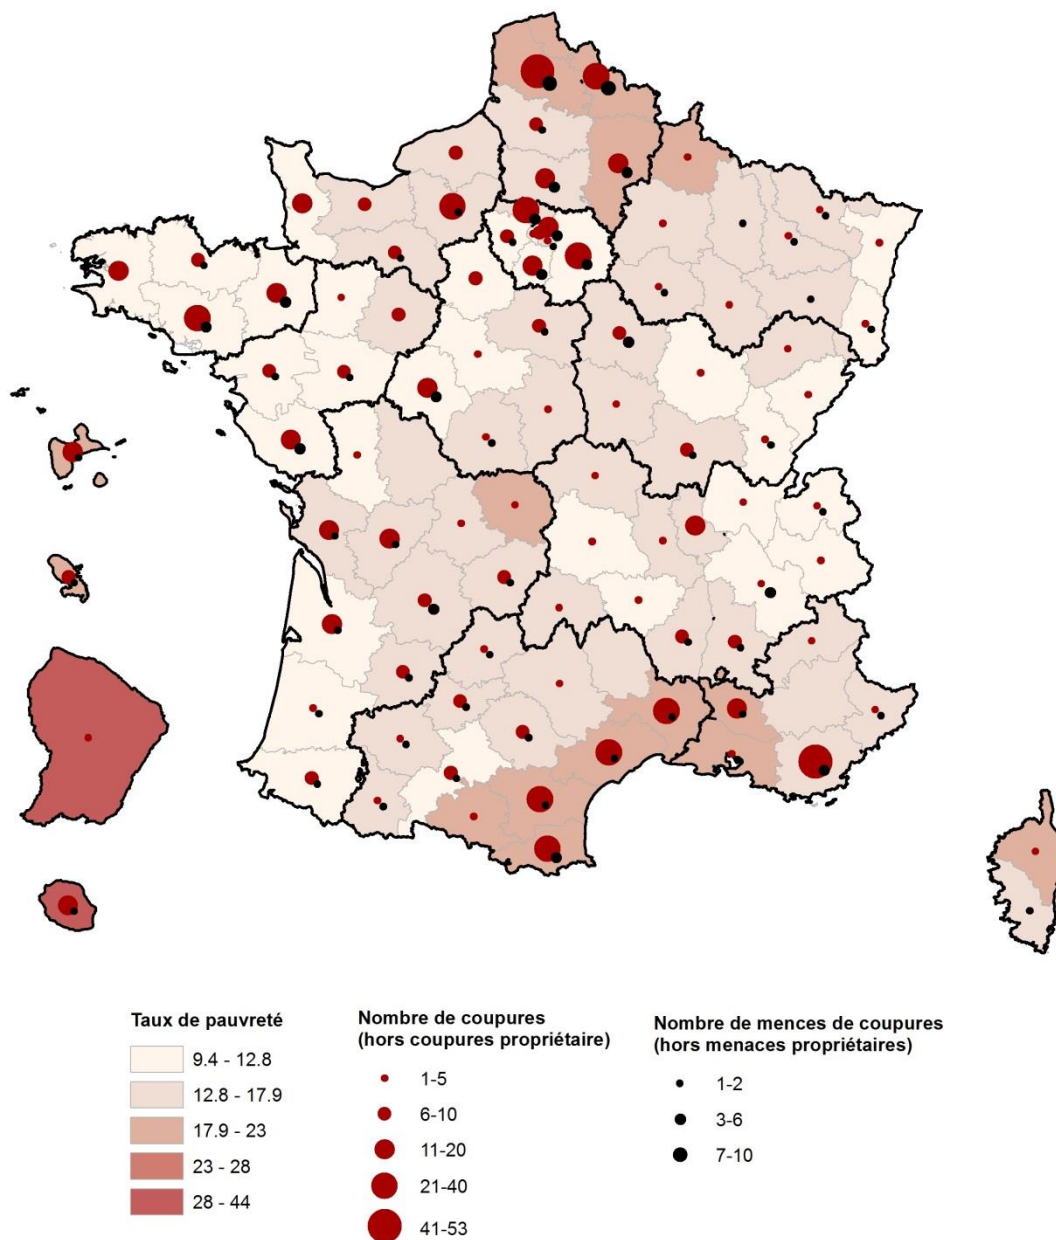 Taux de pauvreté
9.4 - 12.8
12.8 - 17.9
17.9 - 23
23 - 28
28 - 44
Nombre de coupures
(hors coupures propriétaire)
1-5
6-10
11-20
21-40
41-53
Nombre de mences de coupures
(hors menaces propriétaires)
1-2
3-6
7-10